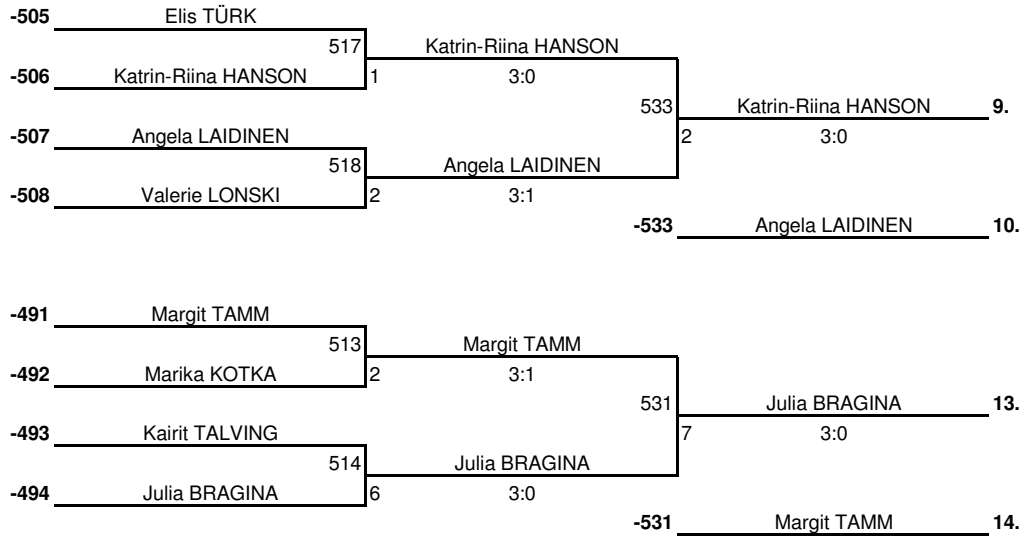 -505 Elis TÜRK
517 Katrin-Riina HANSON
-506 Katrin-Riina HANSON 1 3:0
533 Katrin-Riina HANSON 9.
-507 Angela LAIDINEN 2 3:0
518 Angela LAIDINEN
-508 Valerie LONSKI 2 3:1
-533 Angela LAIDINEN 10.
-491 Margit TAMM
513 Margit TAMM
-492 Marika KOTKA 2 3:1
531 Julia BRAGINA 13.
-493 Kairit TALVING 7 3:0
514 Julia BRAGINA
-494 Julia BRAGINA 6 3:0
-531 Margit TAMM 14.